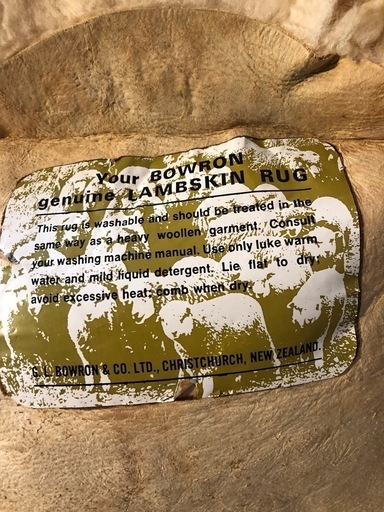 Your BOWRON
genuine LAMBSKIN RUG
This rug is washable and should be treated in the
same way as a heavy woollen garment. Consult
your washing machine manual. Use only luke warm
water and mild liquid detergent. Lie flat to dry;
avoid excessive heat; comb when dry.
G. L. BOWRON & CO. LTD., CHRISTCHURCH, NEW ZEALAND.